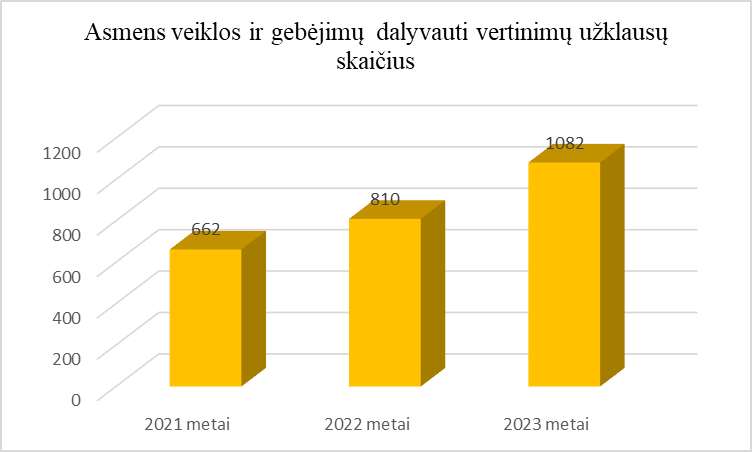 Asmens veiklos ir gebėjimų dalyvauti vertinimų užklausų
skaičius
1200
1000
800
600
400
200
0
662
810
1082
2021 metai
2022 metai
2023 metai